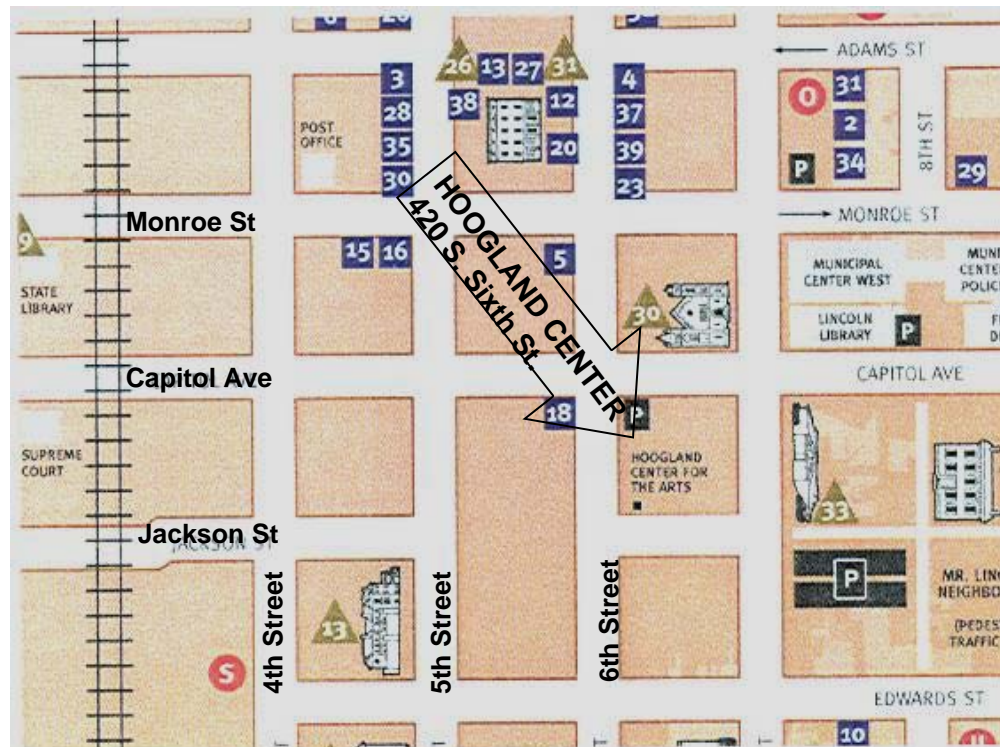 ADAMS ST
26 13 27 31
3
28
35
30
38
12
20
4
37
39
23
O
31
2
34
P
8TH ST
29
POST
OFFICE
HOOGLAND CENTER
420 S. Sixth St.
Monroe St
MONROE ST
15 16
5
30
STATE
LIBRARY
MUNICIPAL
CENTER WEST
LINCOLN
LIBRARY
P
Capitol Ave
CAPITOL AVE
18
P
SUPREME
COURT
HOOGLAND
CENTER FOR
THE ARTS
33
Jackson St
JACKSON ST
4th Street
5th Street
6th Street
13
S
P
MR.
EDWARDS ST
10